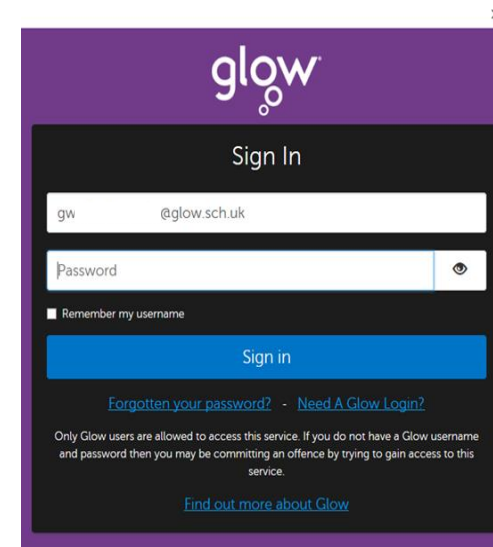 glow
Sign In
gw @glow.sch.uk
Password
Remember my username
Sign in
Forgotten your password? - Need A Glow Login?
Only Glow users are allowed to access this service. If you do not have a Glow username
and password then you may be committing an offence by trying to gain access to this
service.
Find out more about Glow